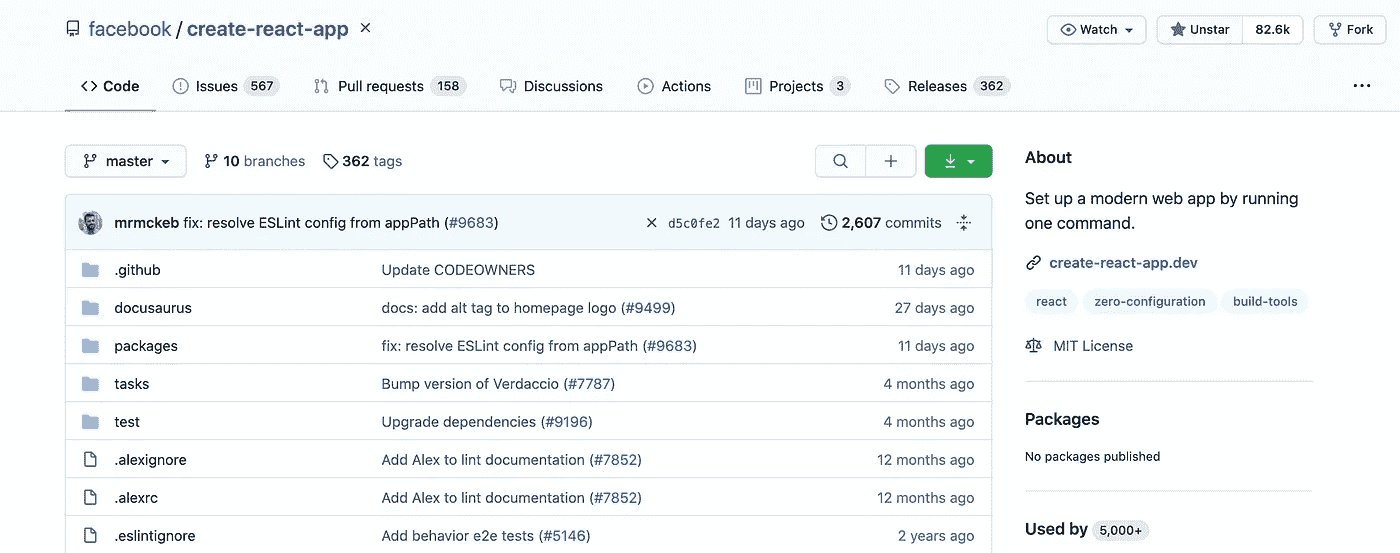 facebook / create-react-app ×
Watch Unstar 82.6k Fork
<> Code Issues 567 Pull requests 158 Discussions Actions Projects 3 Releases 362 ...
master 10 branches 362 tags
mrmckeb fix: resolve ESLint config from appPath (#9683) × d5c0fe2 11 days ago 2,607 commits
.github Update CODEOWNERS 11 days ago
docusaurus docs: add alt tag to homepage logo (#9499) 27 days ago
packages fix: resolve ESLint config from appPath (#9683) 11 days ago
tasks Bump version of Verdaccio (#7787) 4 months ago
test Upgrade dependencies (#9196) 4 months ago
.alexignore Add Alex to lint documentation (#7852) 12 months ago
.alexrc Add Alex to lint documentation (#7852) 12 months ago
.eslintignore Add behavior e2e tests (#5146) 2 years ago
About
Set up a modern web app by running
one command.
create-react-app.dev
react zero-configuration build-tools
MIT License
Packages
No packages published
Used by 5,000+